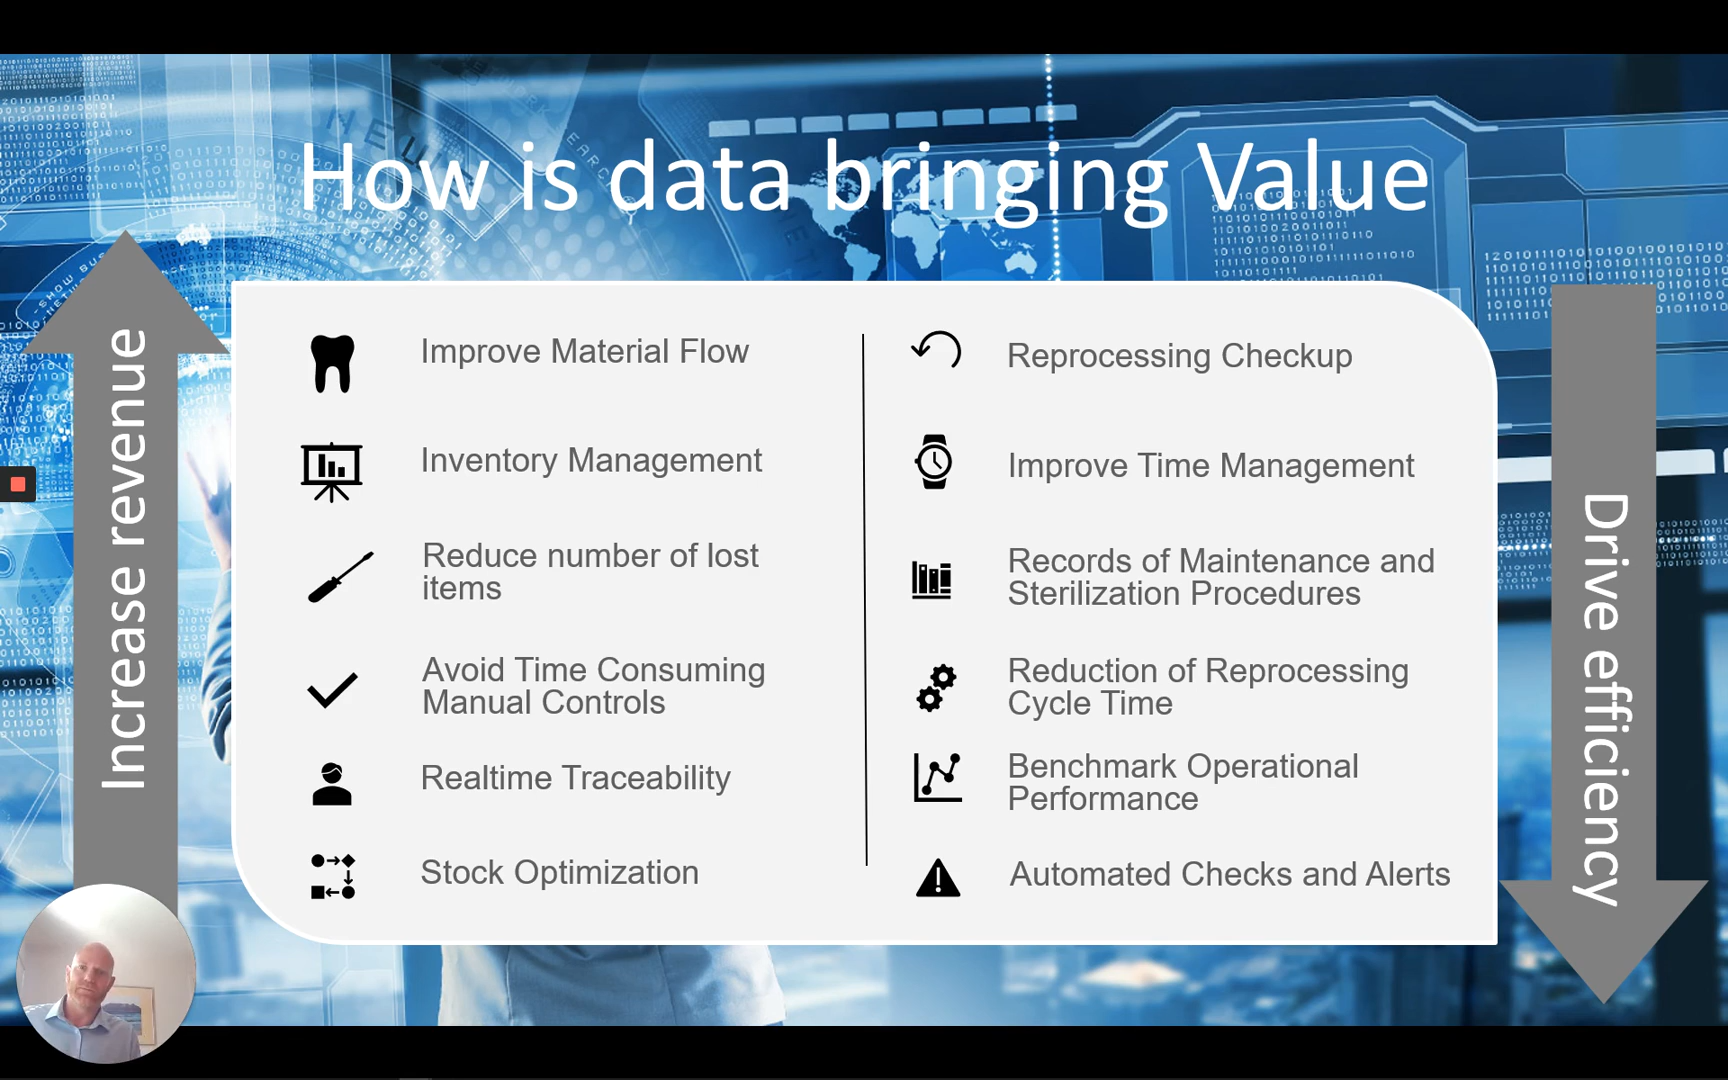 How is data bringing Value
Increase revenue
Improve Material Flow
Inventory Management
Reduce number of lost
items
Avoid Time Consuming
Manual Controls
Realtime Traceability
Stock Optimization
Reprocessing Checkup
Improve Time Management
Records of Maintenance and
Sterilization Procedures
Reduction of Reprocessing
Cycle Time
Benchmark Operational
Performance
Automated Checks and Alerts
Drive efficiency